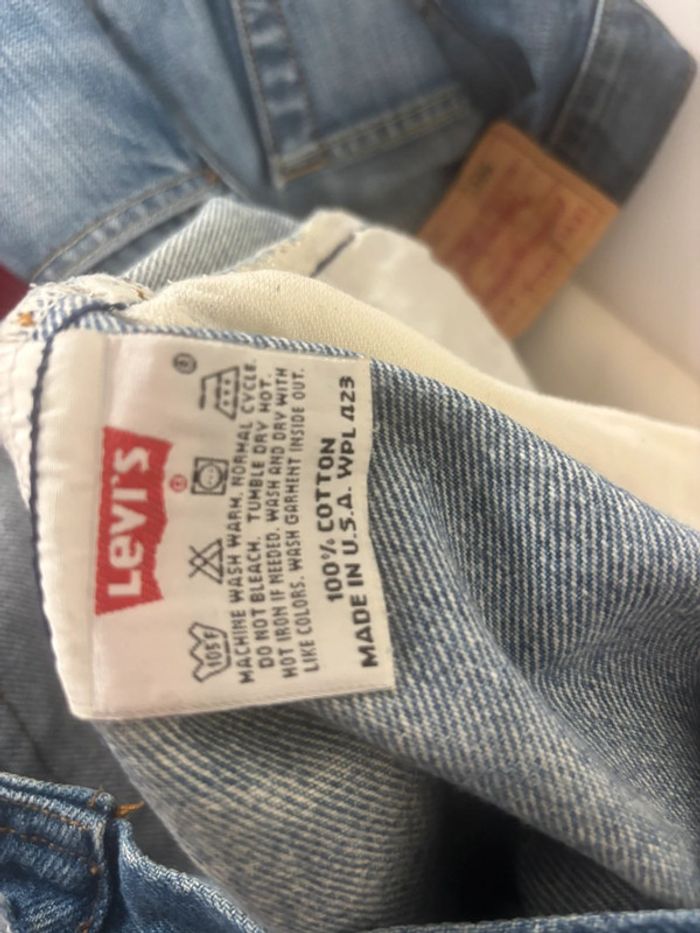 Levi's
®
105F
MACHINE WASH WARM, NORMAL CYCLE.
DO NOT BLEACH. TUMBLE DRY HOT.
HOT IRON IF NEEDED. WASH AND DRY WITH
LIKE COLORS. WASH GARMENT INSIDE OUT.
100% COTTON
MADE IN U.S.A. WPL 423